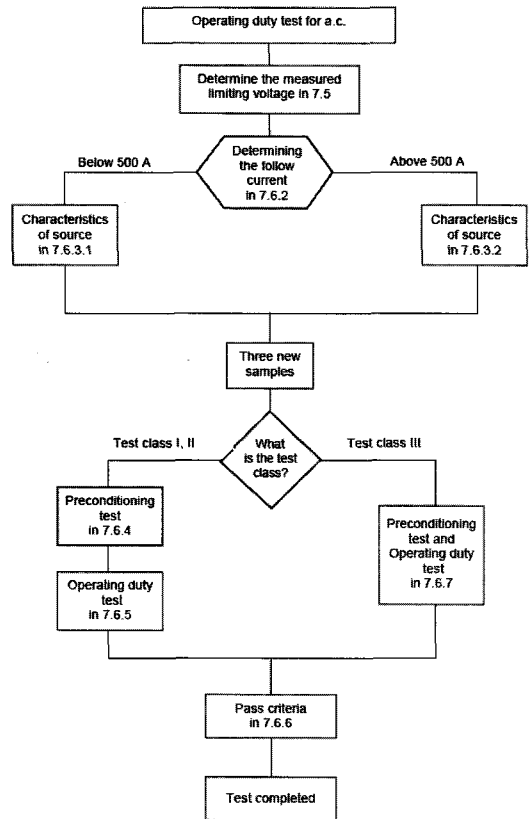 Operating duty test for a.c.
Determine the measured
limiting voltage in 7.5
Below 500 A
Determining
the follow
current
in 7.6.2
Above 500 A
Characteristics
of source
in 7.6.3.1
Characteristics
of source
in 7.6.3.2
Three new
samples
Test class I, II
What
is the test
class?
Test class III
Preconditioning
test
in 7.6.4
Operating duty
test
in 7.6.5
Preconditioning
test and
Operating duty
test
in 7.6.7
Pass criteria
in 7.6.6
Test completed